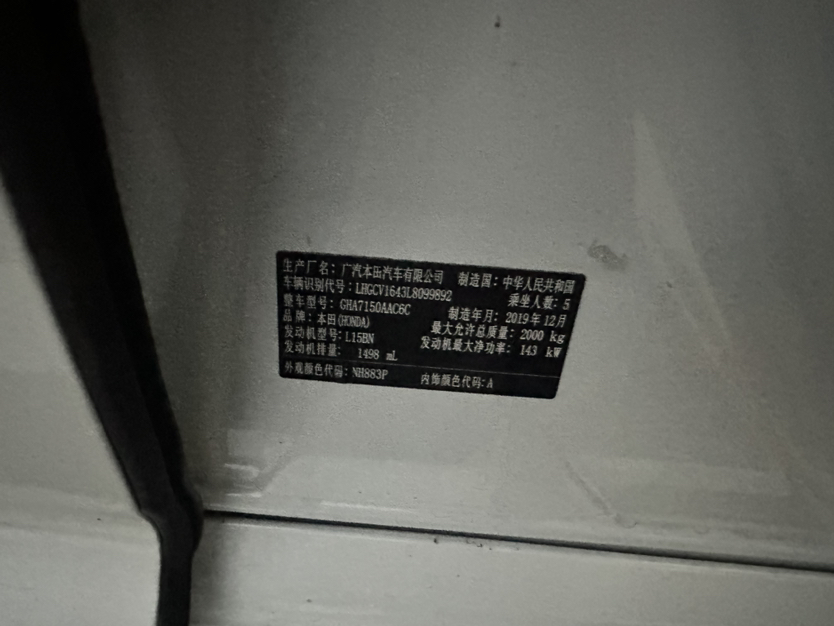 生产厂名：广汽本田汽车有限公司 制造国：中华人民共和国
车辆识别代号：LHGCV1643L8099892 乘坐人数：5
整车型号：GHA7150AAC6C 制造年月：2019年12月
品牌：本田(HONDA) 最大允许总质量：2000 kg
发动机型号：L15BN 发动机最大净功率：143 kW
发动机排量： 1498 mL
外观颜色代码：NH883P 内饰颜色代码：A